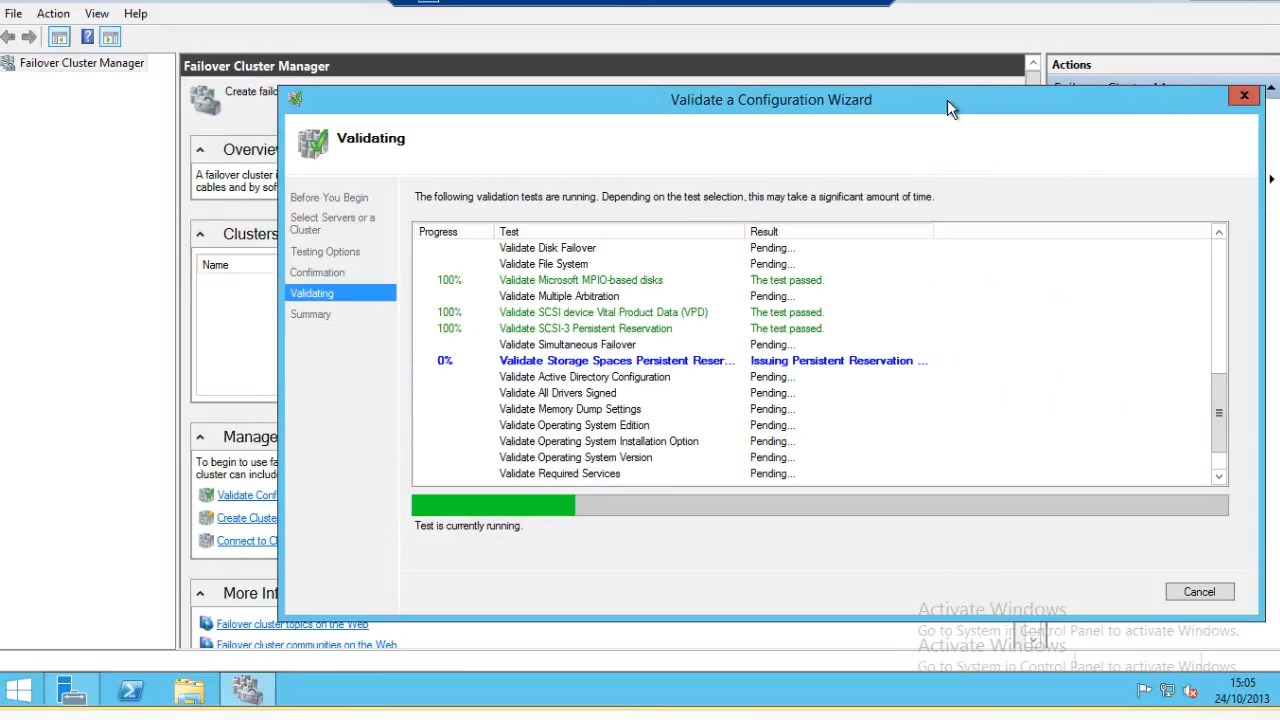 File Action View Help
Failover Cluster Manager
Failover Cluster Manager
Actions
Create failo
Validate a Configuration Wizard
Validating
Overvie
A failover cluster i
cables and by sof
Before You Begin
Select Servers or a
Cluster
Testing Options
Confirmation
Validating
Summary
The following validation tests are running. Depending on the test selection, this may take a significant amount of time.
Progress Test Result
Validate Disk Failover Pending...
Validate File System Pending...
100% Validate Microsoft MPIO-based disks The test passed.
Validate Multiple Arbitration Pending...
100% Validate SCSI device Vital Product Data (VPD) The test passed.
100% Validate SCSI-3 Persistent Reservation The test passed.
Validate Simultaneous Failover Pending...
0% Validate Storage Spaces Persistent Reser... Issuing Persistent Reservation ...
Validate Active Directory Configuration Pending...
Validate All Drivers Signed Pending...
Validate Memory Dump Settings Pending...
Validate Operating System Edition Pending...
Validate Operating System Installation Option Pending...
Validate Operating System Version Pending...
Validate Required Services Pending...
Test is currently running.
Cancel
Clusters
Name
Manage
To begin to use fa
cluster can include
Validate Conf
Create Cluste
Connect to Cl
More Inf
Failover cluster topics on the Web
Failover cluster communities on the Web
Activate Windows
Go to System in Control Panel to activate Windows.
Activate Windows
Go to System in Control Panel to activate Windows.
15:05
24/10/2013